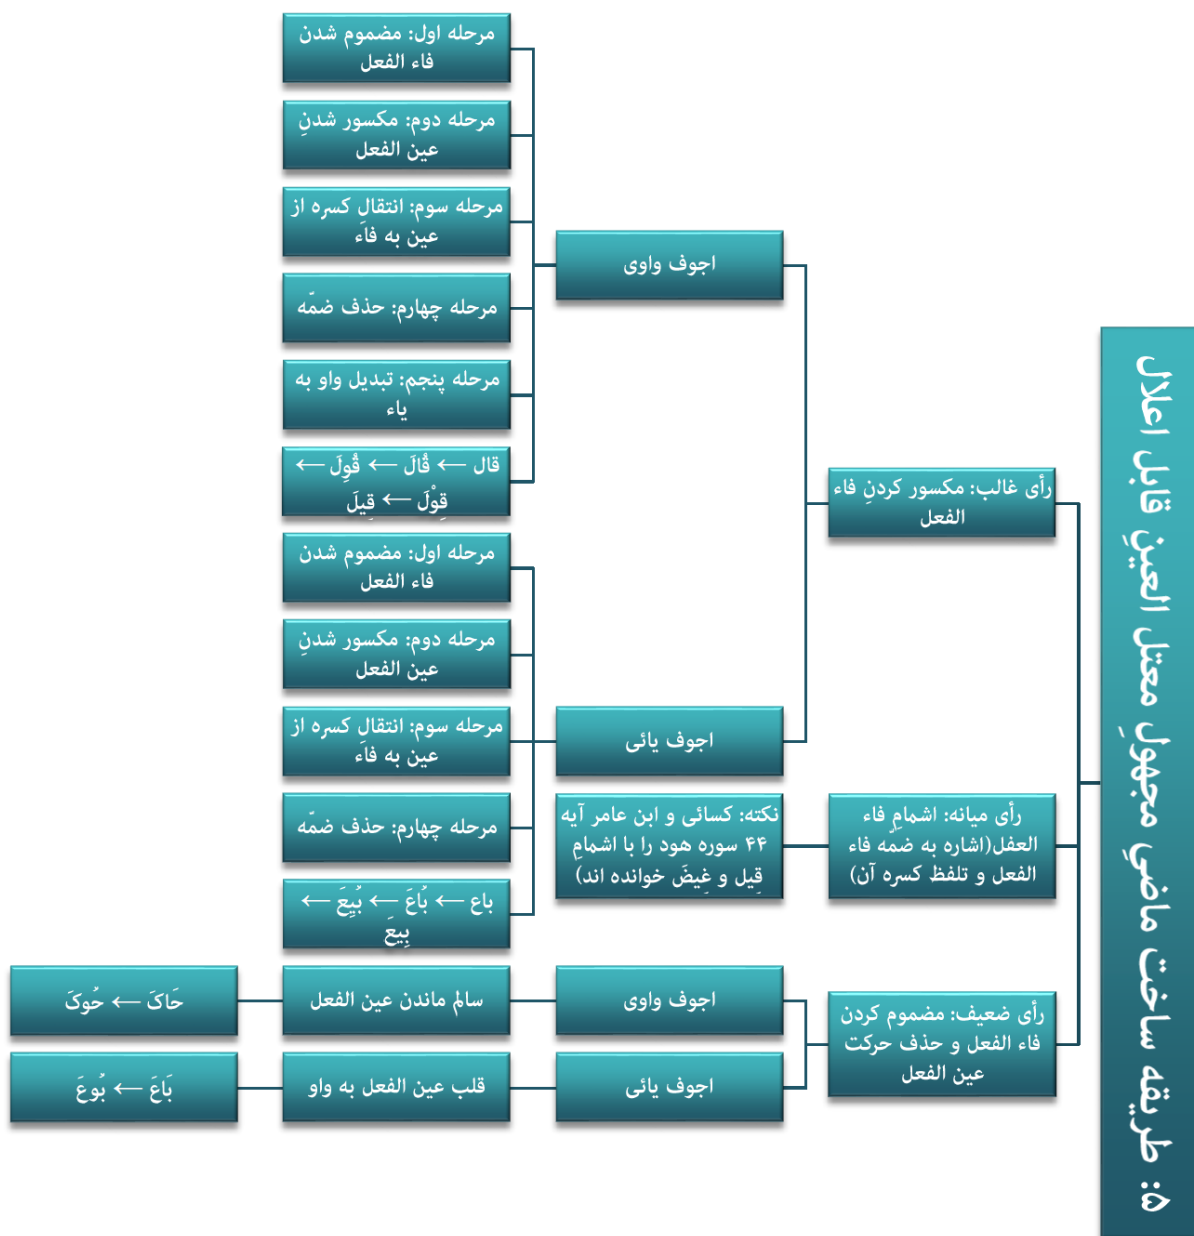 ۵: طریقه ساخت ماضیِ مجهولِ معتل العینِ قابل اعلال
رأی غالب: مکسور کردنِ فاء
الفعل
اجوف واوی
مرحله اول: مضموم شدن
فاء الفعل
مرحله دوم: مکسور شدنِ
عین الفعل
مرحله سوم: انتقالِ کسره از
عین به فاء
مرحله چهارم: حذف ضمّه
مرحله پنجم: تبدیل واو به
یاء
قال ← قُالَ ← قُوِلَ ←
قِوْلَ ← قِیلَ
اجوف یائی
مرحله اول: مضموم شدن
فاء الفعل
مرحله دوم: مکسور شدنِ
عین الفعل
مرحله سوم: انتقالِ کسره از
عین به فاء
مرحله چهارم: حذف ضمّه
باع ← بُاعَ ← بُیِعَ ←
بِیعَ
رأی میانه: اشمامِ فاء
العفل(اشاره به ضمّه فاء
الفعل و تلفظ کسره آن)
نکته: کسائی و ابن عامر آیه
۴۴ سوره هود را با اشمامِ
قِیل و غِیضَ خوانده اند)
رأی ضعیف: مضموم کردن
فاء الفعل و حذف حرکت
عین الفعل
اجوف واوی
سالم ماندن عین الفعل
حَاکَ ← حُوکَ
اجوف یائی
قلب عین الفعل به واو
بَاعَ ← بُوعَ